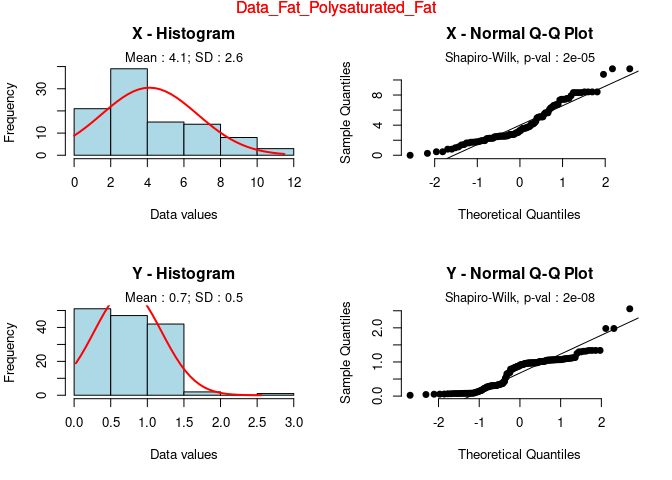 Data_Fat_Polysaturated_Fat
X - Histogram
Mean : 4.1; SD : 2.6
Frequency
0 10 30
0 2 4 6 8 10 12
Data values
X - Normal Q-Q Plot
Shapiro-Wilk, p-val : 2e-05
Sample Quantiles
0 4 8
-2 -1 0 1 2
Theoretical Quantiles
Y - Histogram
Mean : 0.7; SD : 0.5
Frequency
0 20 40
0.0 0.5 1.0 1.5 2.0 2.5 3.0
Data values
Y - Normal Q-Q Plot
Shapiro-Wilk, p-val : 2e-08
Sample Quantiles
0.0 1.0 2.0
-2 -1 0 1 2
Theoretical Quantiles